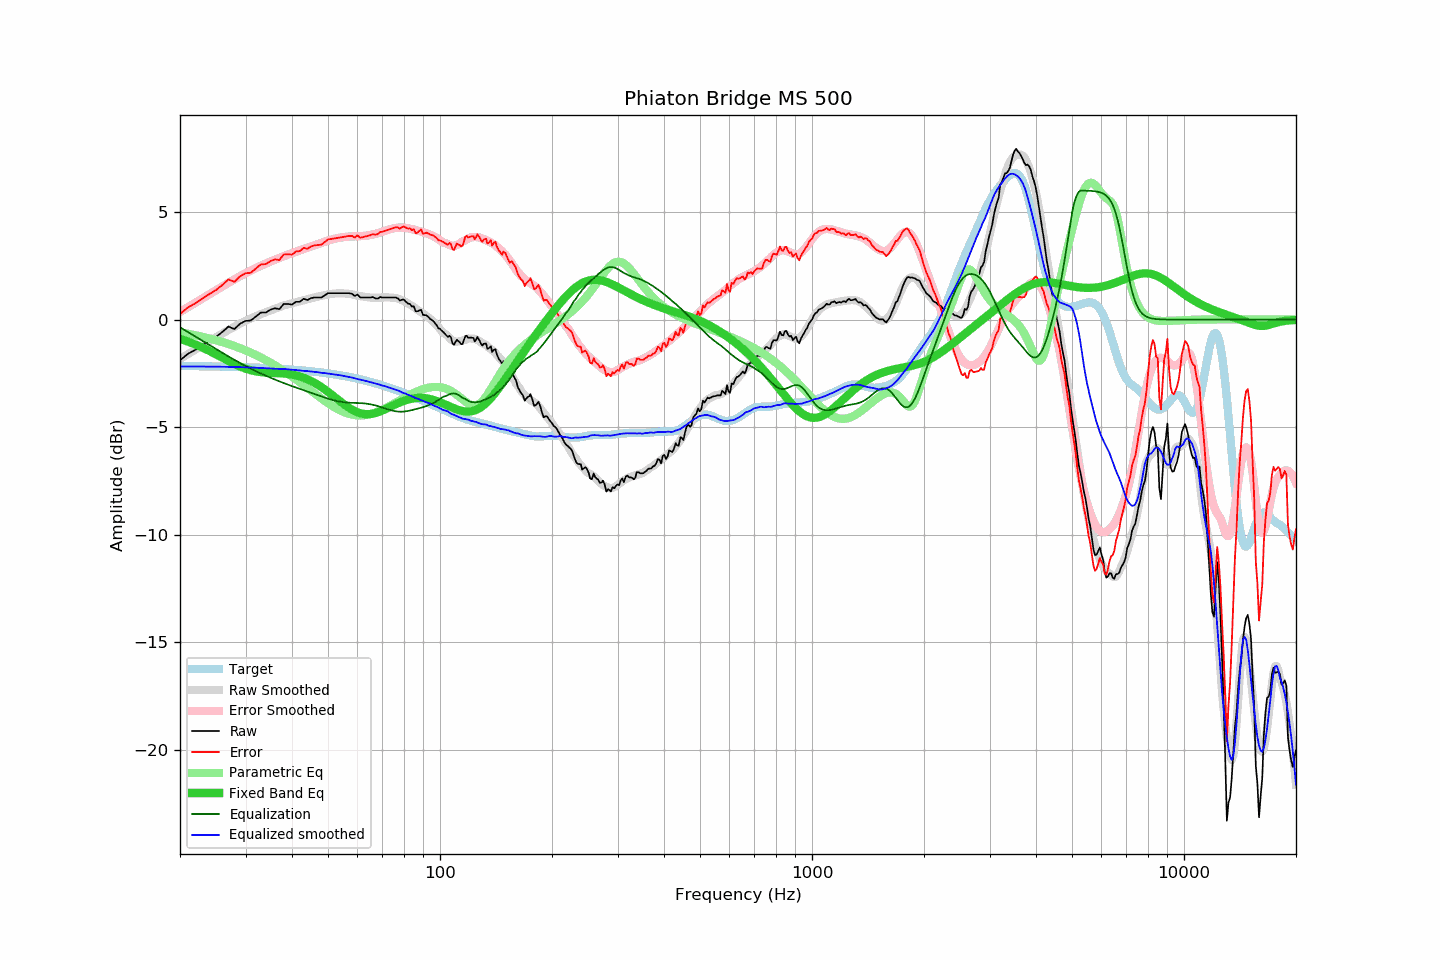 Phiaton Bridge MS 500
Amplitude (dBr)
5
0
−5
−10
−15
−20
Target
Raw Smoothed
Error Smoothed
Raw
Error
Parametric Eq
Fixed Band Eq
Equalization
Equalized smoothed
100
1000
10000
Frequency (Hz)